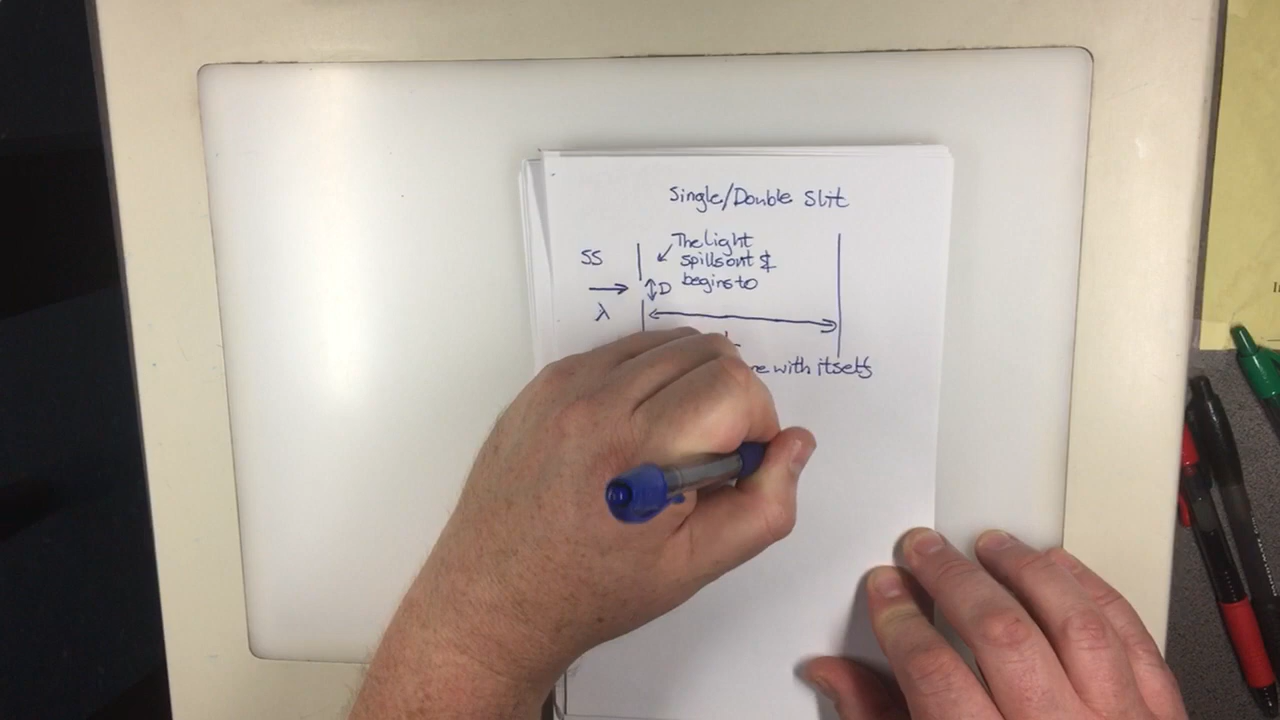 Single/Double Slit
SS
The light
spills out &
begins to
D
λ
with itself